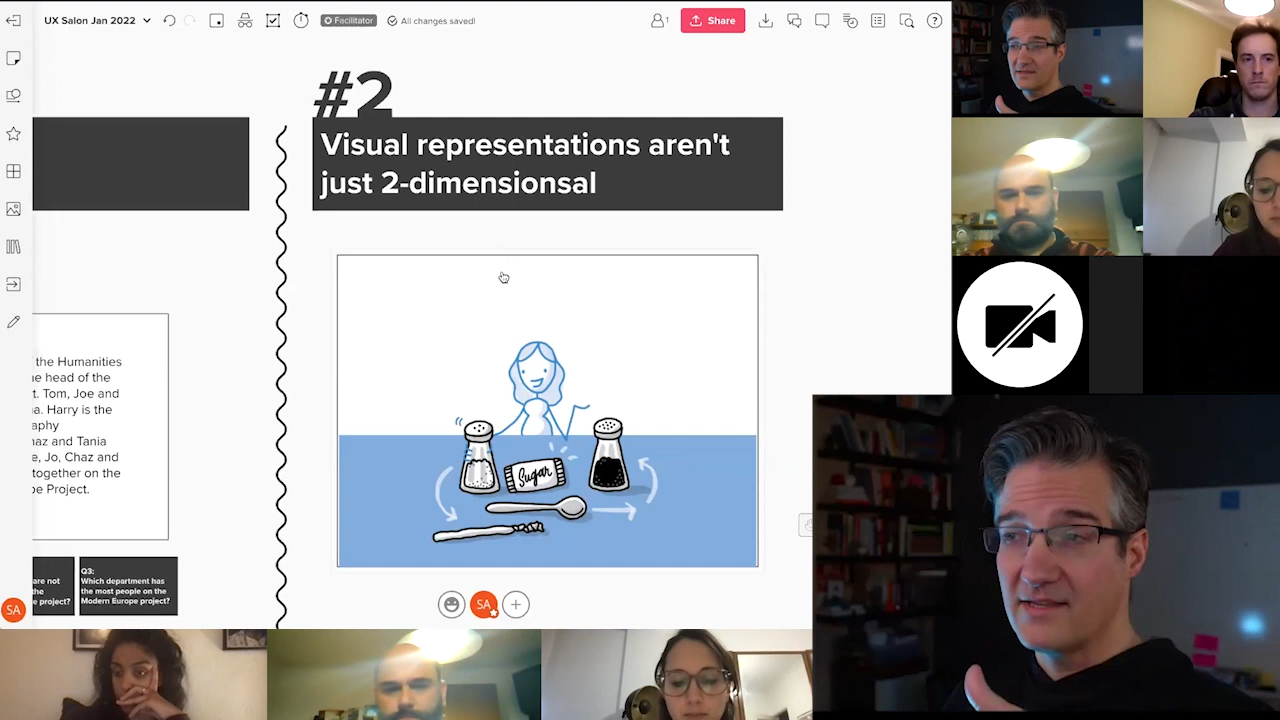 UX Salon Jan 2022
Facilitator
All changes saved!
1
Share
#2
Visual representations aren't
just 2-dimensionsal
the Humanities
e head of the
t. Tom, Joe and
a. Harry is the
aphy
haz and Tania
e, Jo, Chaz and
together on the
pe Project.
Sugar
are not
the
e project?
Q3:
Which department has
the most people on the
Modern Europe project?
SA
SA